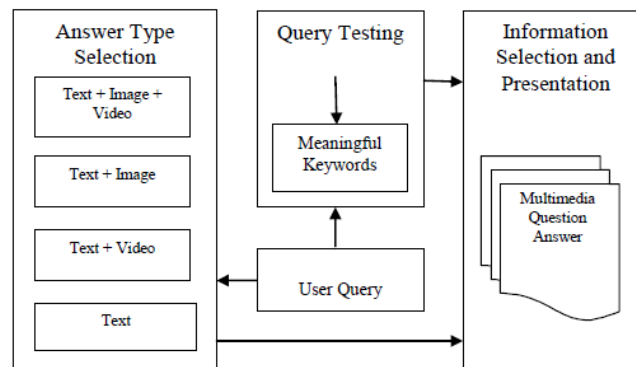 Answer Type
Selection
Text + Image +
Video
Text + Image
Text + Video
Text
Query Testing
Meaningful
Keywords
User Query
Information
Selection and
Presentation
Multimedia
Question
Answer